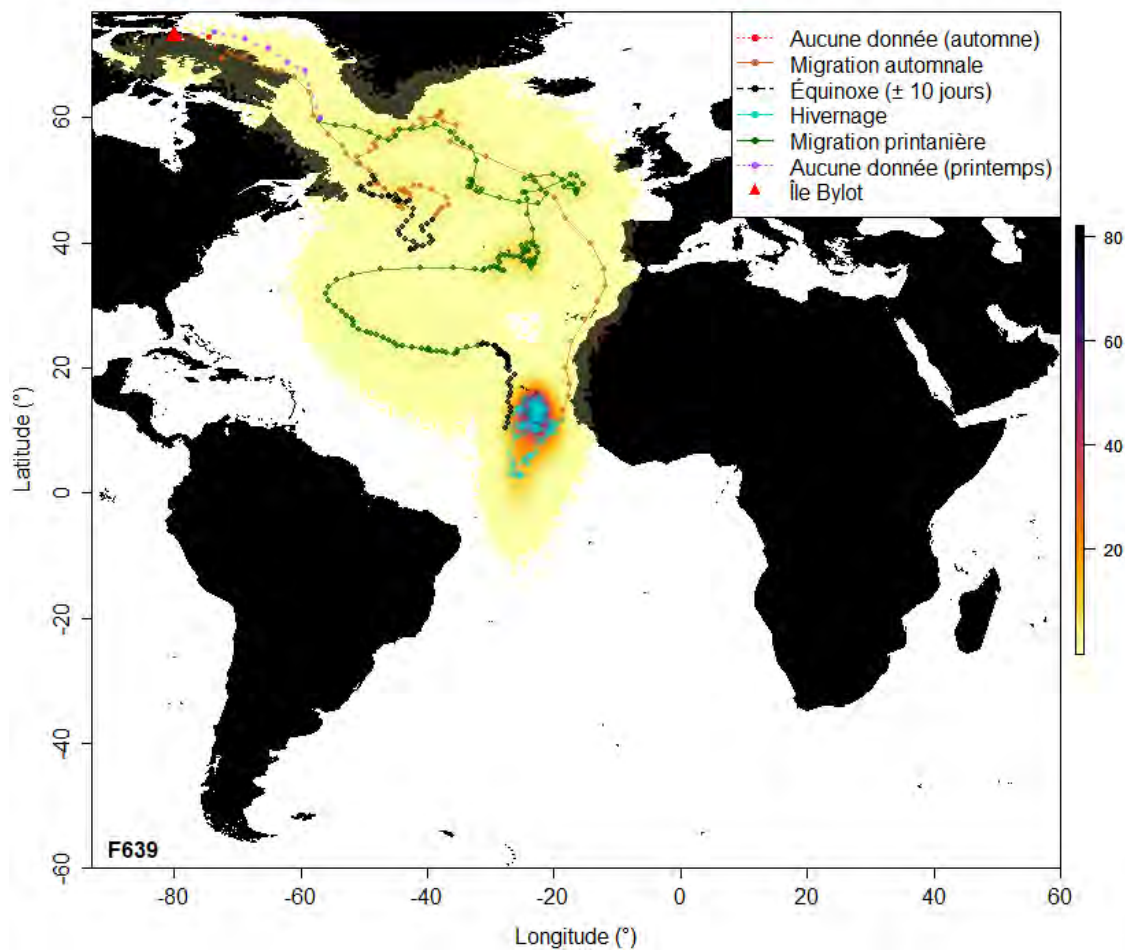 Aucune donnée (automne)
Migration automnale
Équinoxe (± 10 jours)
Hivernage
Migration printanière
Aucune donnée (printemps)
Île Bylot
60
40
20
0
-20
-40
-60
Latitude (°)
80
60
40
20
F639
-80
-60
-40
-20
0
20
40
60
Longitude (°)